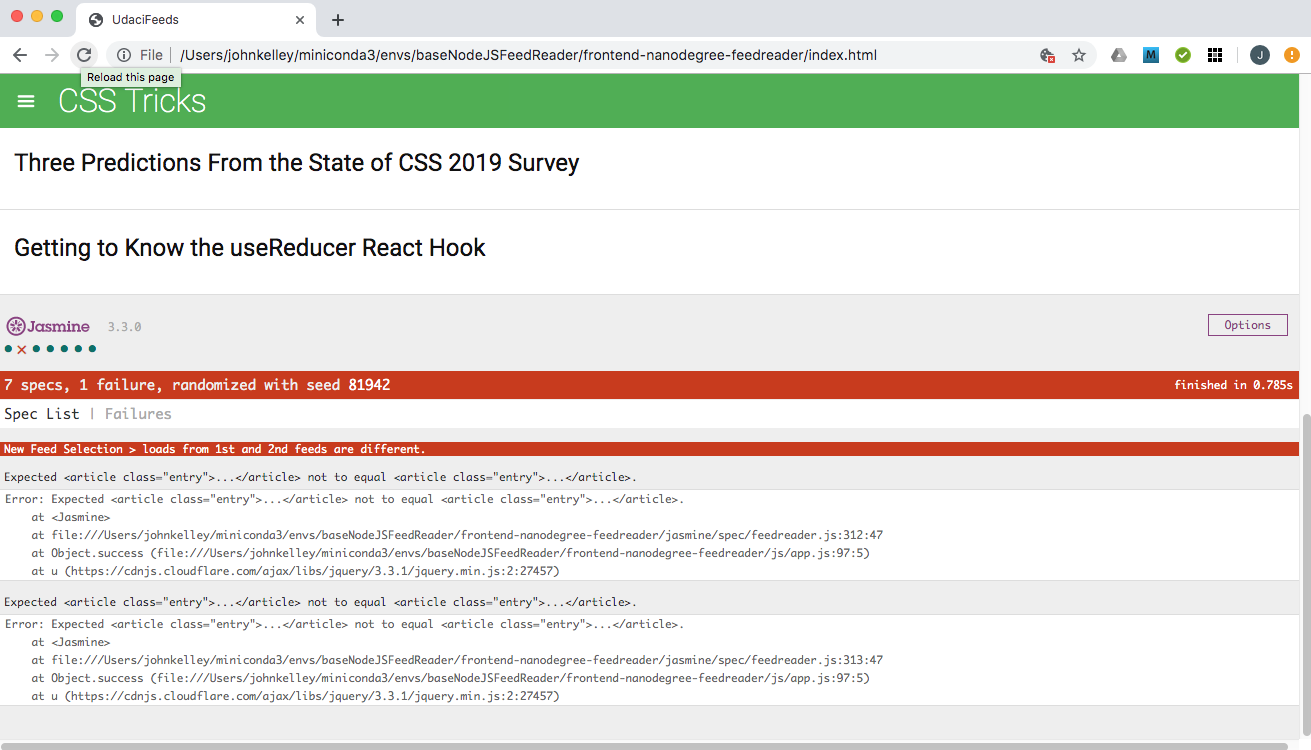 UdaciFeeds
File /Users/johnkelley/miniconda3/envs/baseNodeJSFeedReader/frontend-nanodegree-feedreader/index.html
M
J
Reload this page
CSS Tricks
Three Predictions From the State of CSS 2019 Survey
Getting to Know the useReducer React Hook
Jasmine 3.3.0
Options
7 specs, 1 failure, randomized with seed 81942
finished in 0.785s
Spec List | Failures
New Feed Selection > loads from 1st and 2nd feeds are different.
Expected <article class="entry">...</article> not to equal <article class="entry">...</article>.
Error: Expected <article class="entry">...</article> not to equal <article class="entry">...</article>.
at <Jasmine>
at file:///Users/johnkelley/miniconda3/envs/baseNodeJSFeedReader/frontend-nanodegree-feedreader/jasmine/spec/feedreader.js:312:47
at Object.success (file:///Users/johnkelley/miniconda3/envs/baseNodeJSFeedReader/frontend-nanodegree-feedreader/js/app.js:97:5)
at u (https://cdnjs.cloudflare.com/ajax/libs/jquery/3.3.1/jquery.min.js:2:27457)
Expected <article class="entry">...</article> not to equal <article class="entry">...</article>.
Error: Expected <article class="entry">...</article> not to equal <article class="entry">...</article>.
at <Jasmine>
at file:///Users/johnkelley/miniconda3/envs/baseNodeJSFeedReader/frontend-nanodegree-feedreader/jasmine/spec/feedreader.js:313:47
at Object.success (file:///Users/johnkelley/miniconda3/envs/baseNodeJSFeedReader/frontend-nanodegree-feedreader/js/app.js:97:5)
at u (https://cdnjs.cloudflare.com/ajax/libs/jquery/3.3.1/jquery.min.js:2:27457)